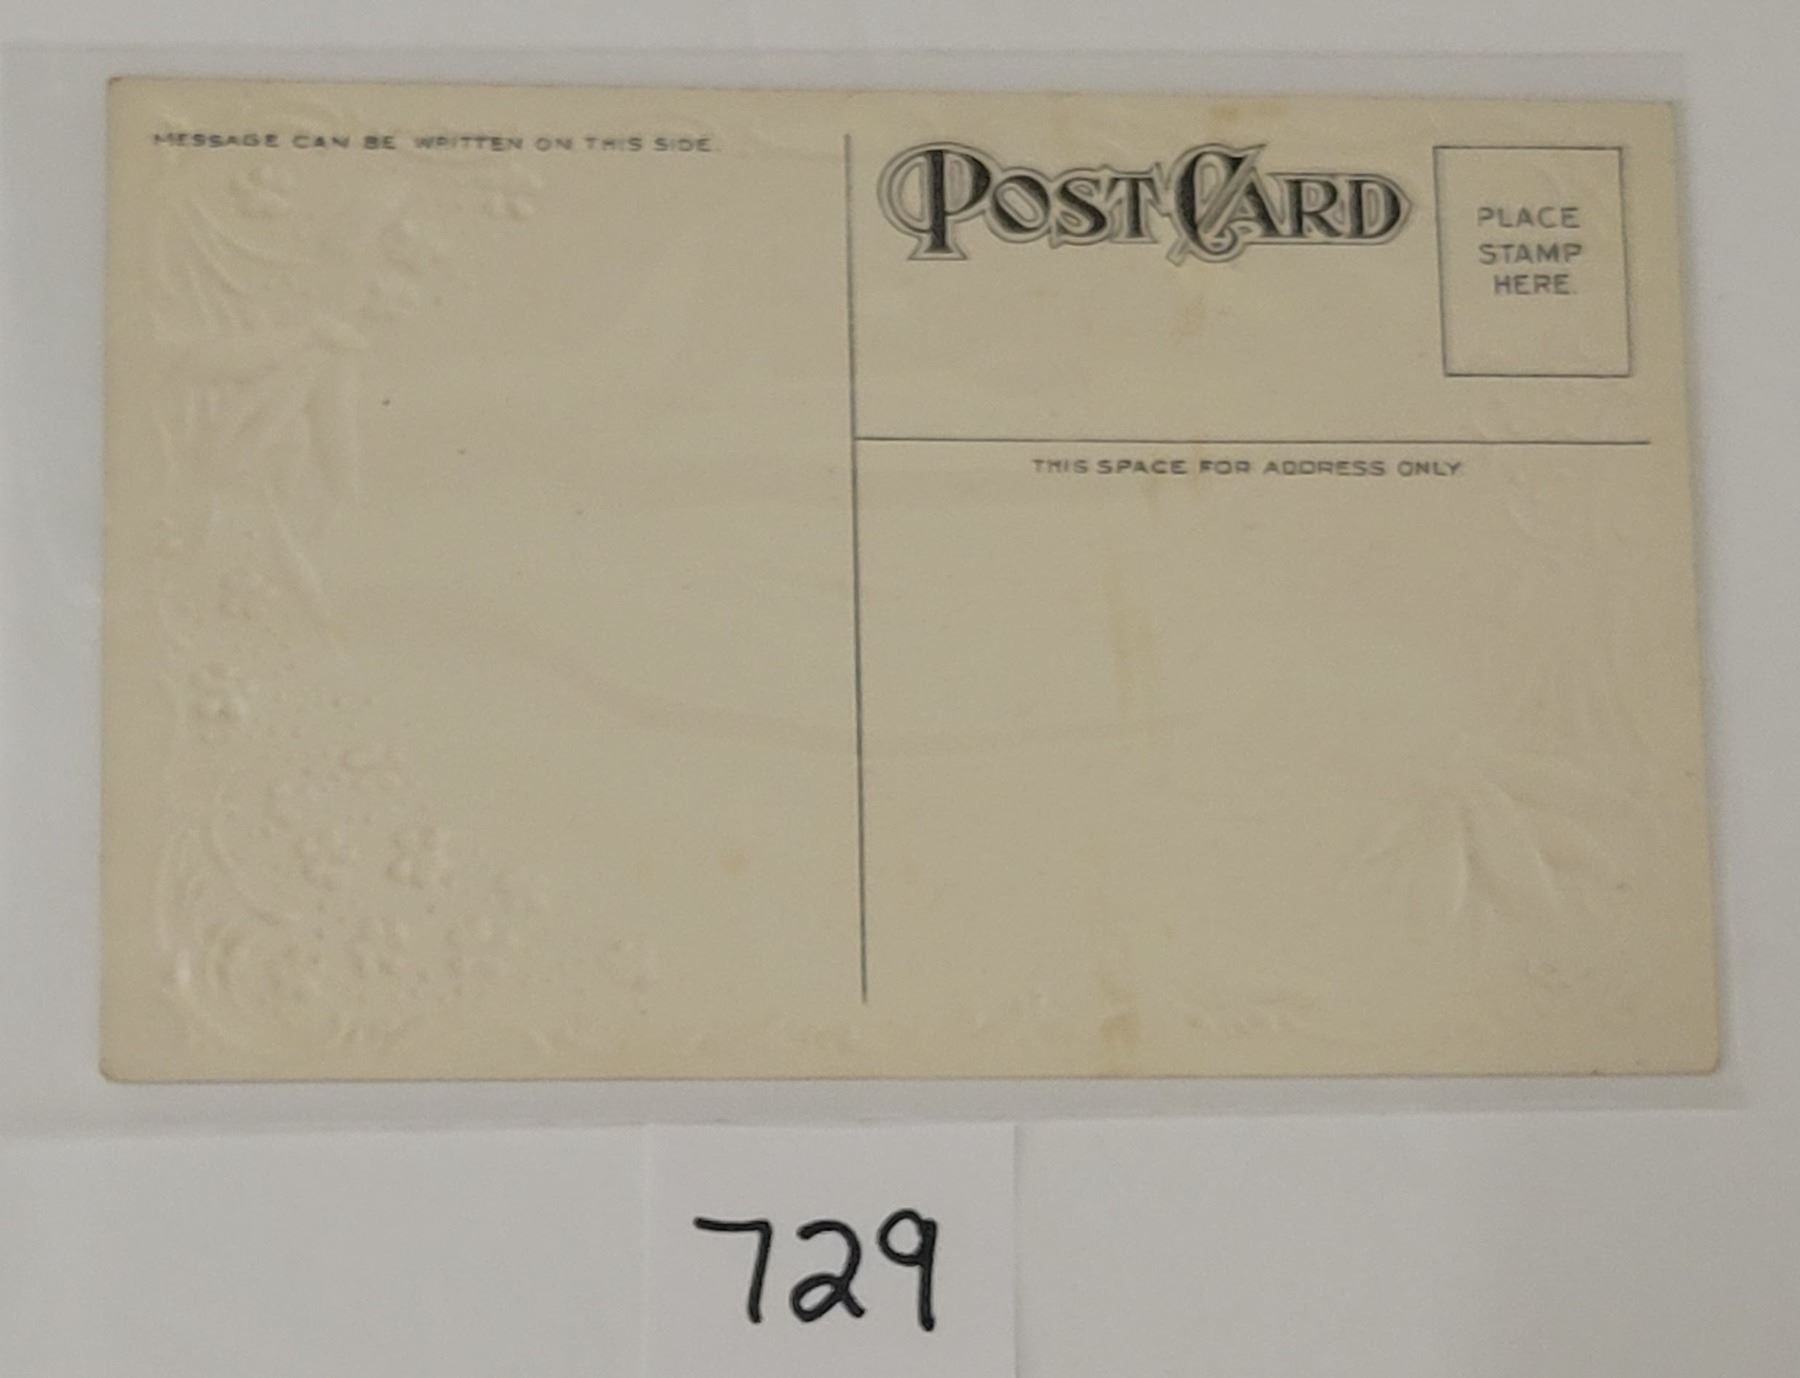 MESSAGE CAN BE WRITTEN ON THIS SIDE.
POST CARD
PLACE
STAMP
HERE.
THIS SPACE FOR ADDRESS ONLY
729